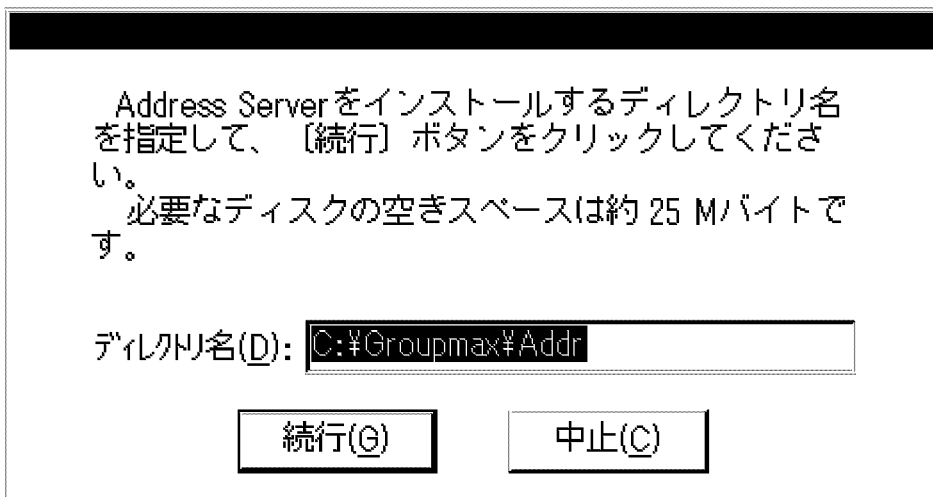 Address Serverをインストールするディレクトリ名
を指定して、〔続行〕ボタンをクリックしてくださ
い。
必要なディスクの空きスペースは約 25 Mバイトで
す。
ディレクトリ名(D): C:¥Groupmax¥Addr
続行(G) 中止(C)